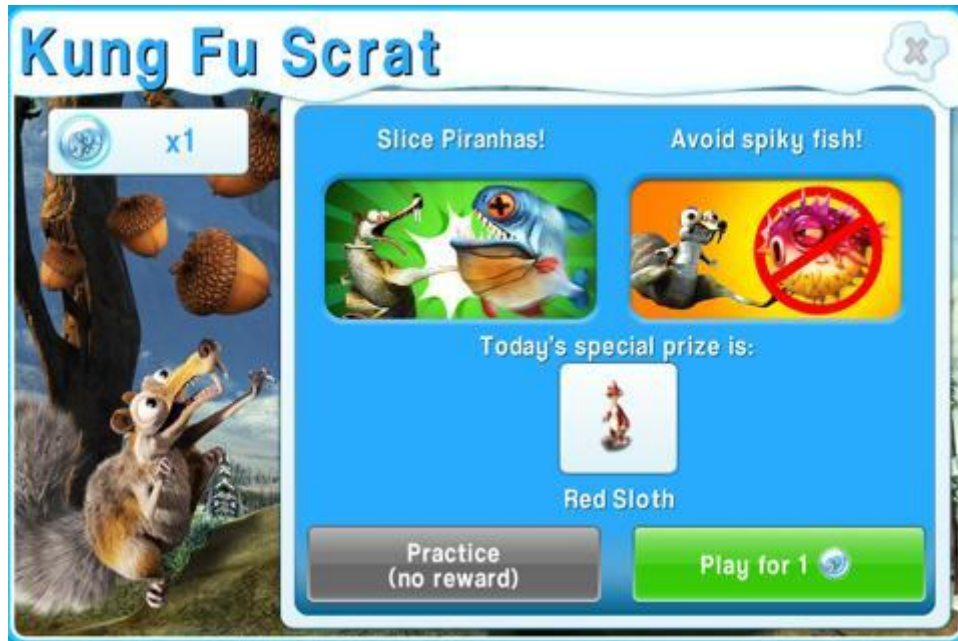 Kung Fu Scrat
x1
Slice Piranhas!
Avoid spiky fish!
Today's special prize is:
Red Sloth
Practice
(no reward)
Play for 1